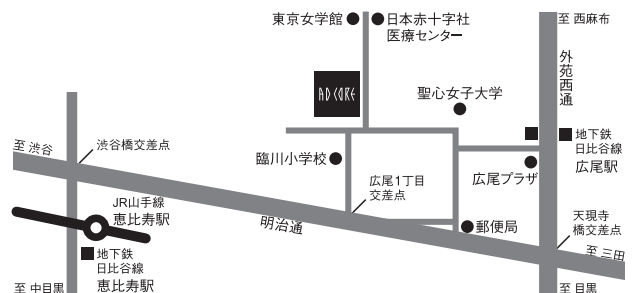 東京女学館
日本赤十字社
医療センター
至 西麻布
外苑西通
AD CORE
聖心女子大学
地下鉄
日比谷線
広尾駅
至 渋谷
渋谷橋交差点
臨川小学校
広尾プラザ
広尾1丁目
交差点
JR山手線
恵比寿駅
明治通
郵便局
天現寺
橋交差点
至 三田
地下鉄
日比谷線
恵比寿駅
至 中目黒
至 目黒